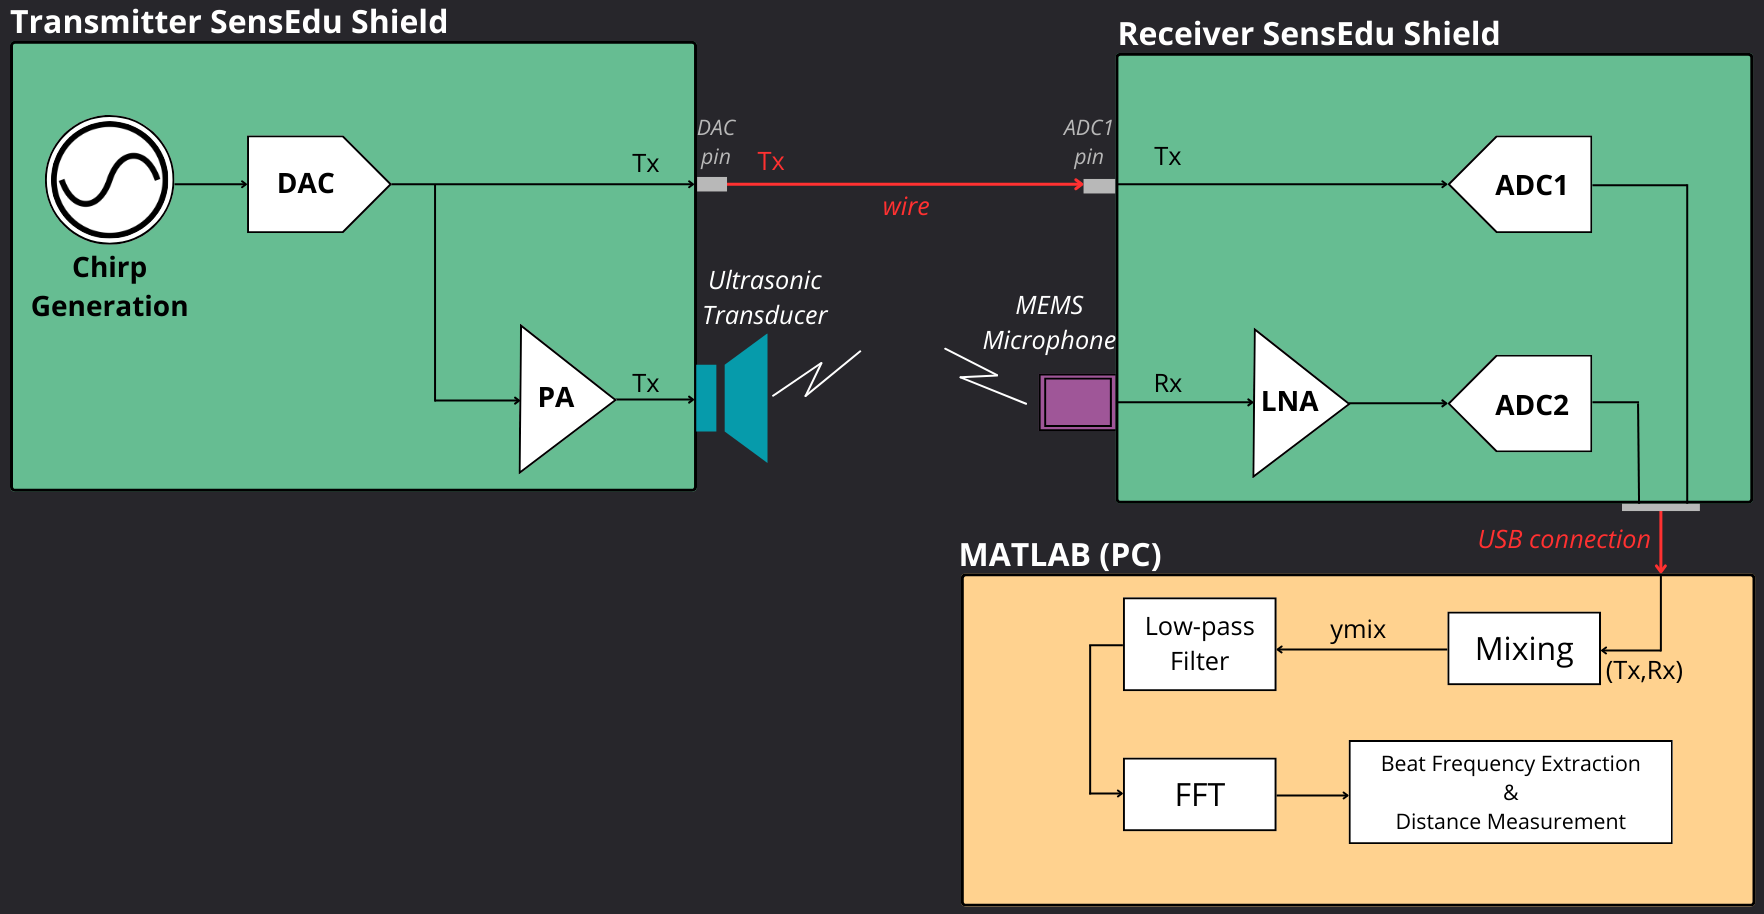 Transmitter SensEdu Shield
Receiver SensEdu Shield
Chirp
Generation
DAC
Tx
PA
Tx
DAC
pin
Tx
wire
ADC1
pin
Ultrasonic
Transducer
MEMS
Microphone
Tx
ADC1
Rx
LNA
ADC2
USB connection
MATLAB (PC)
Mixing
(Tx,Rx)
ymix
Low-pass
Filter
FFT
Beat Frequency Extraction
&
Distance Measurement